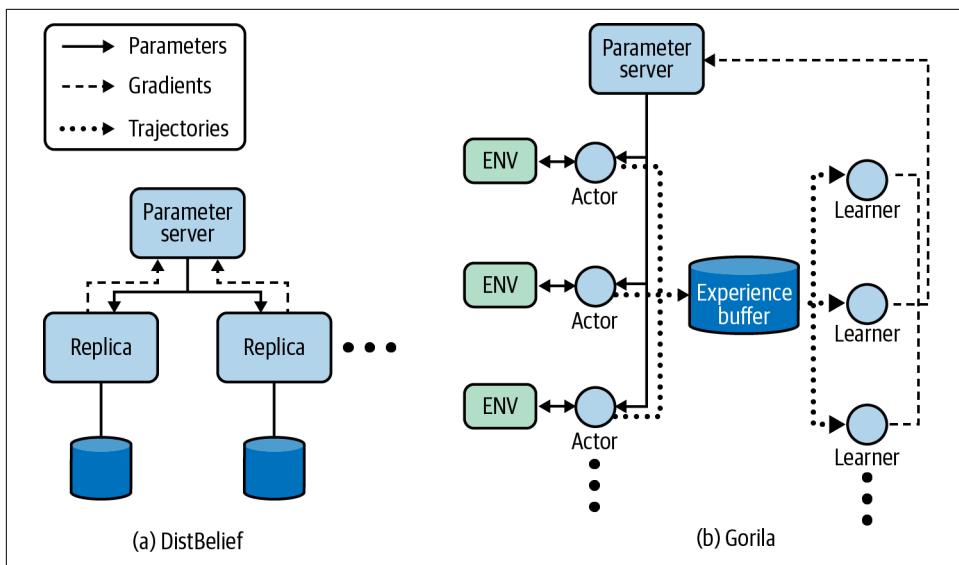 Parameters
Gradients
Trajectories
Parameter
server
Replica
Replica
(a) DistBelief
Parameter
server
ENV
Actor
ENV
Actor
ENV
Actor
Experience
buffer
Learner
Learner
Learner
(b) Gorila